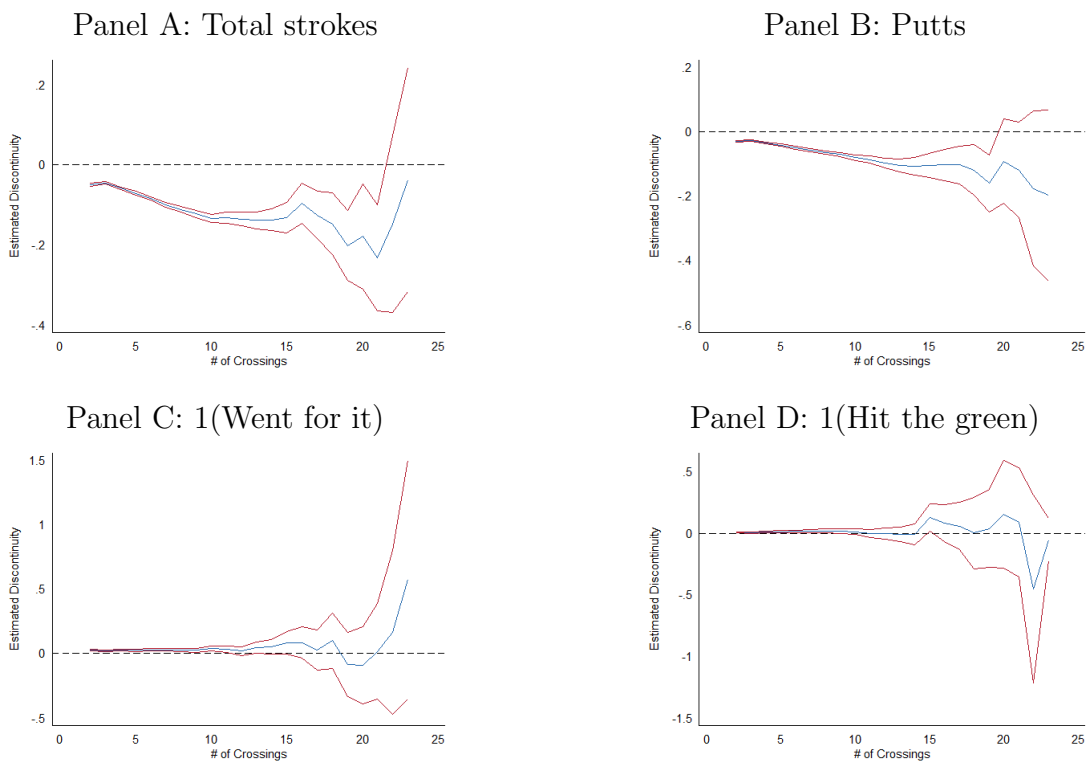 Panel A: Total strokes
Estimated Discontinuity
.2
0
-.2
-.4
0 5 10 15 20 25
# of Crossings
Panel B: Putts
Estimated Discontinuity
.2
0
-.2
-.4
-.6
0 5 10 15 20 25
# of Crossings
Panel C: 1(Went for it)
Estimated Discontinuity
1.5
1
.5
0
-.5
0 5 10 15 20 25
# of Crossings
Panel D: 1(Hit the green)
Estimated Discontinuity
.5
0
-.5
-1
-1.5
0 5 10 15 20 25
# of Crossings